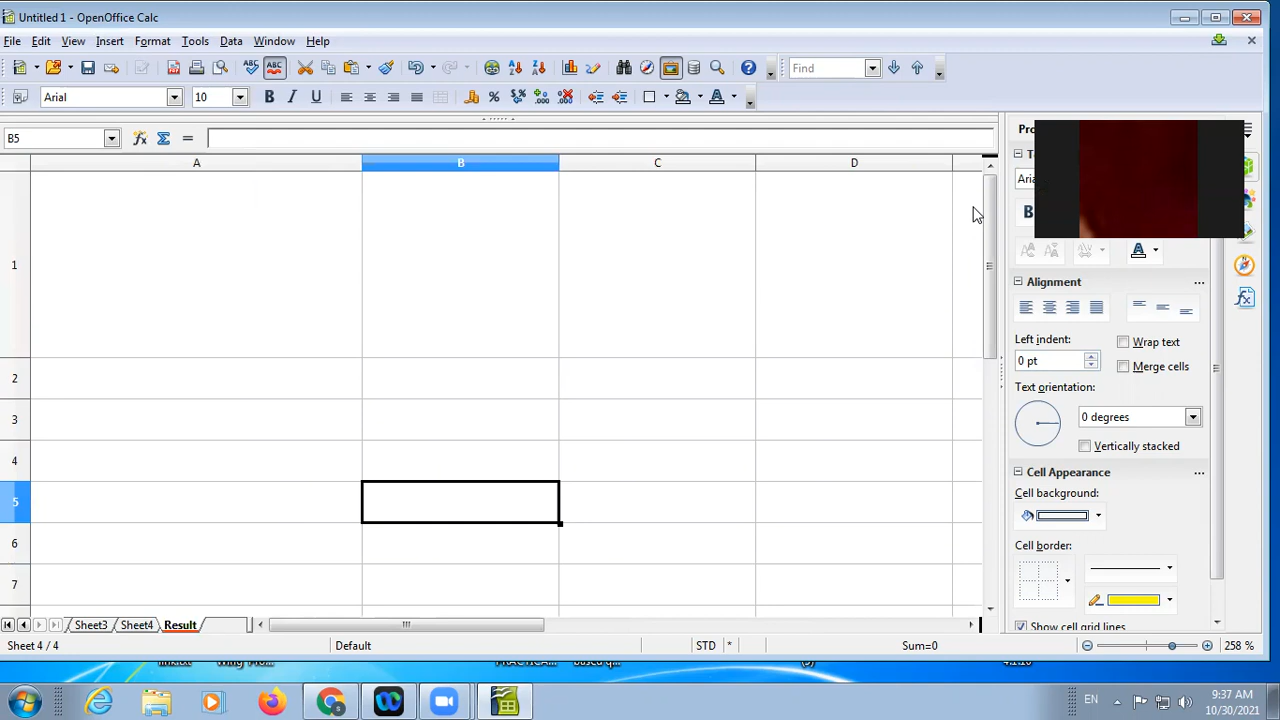 Untitled 1 - OpenOffice Calc
File Edit View Insert Format Tools Data Window Help
Find
Arial 10
B5
A B C D
1
2
3
4
5
6
7
Alignment
Left indent:
Wrap text
0 pt
Merge cells
Text orientation:
0 degrees
Vertically stacked
Cell Appearance
Cell background:
Cell border:
Show cell grid lines
Sheet3 Sheet4 Result
Sheet 4 / 4 Default STD * Sum=0 258 %
EN
9:37 AM
10/30/2021